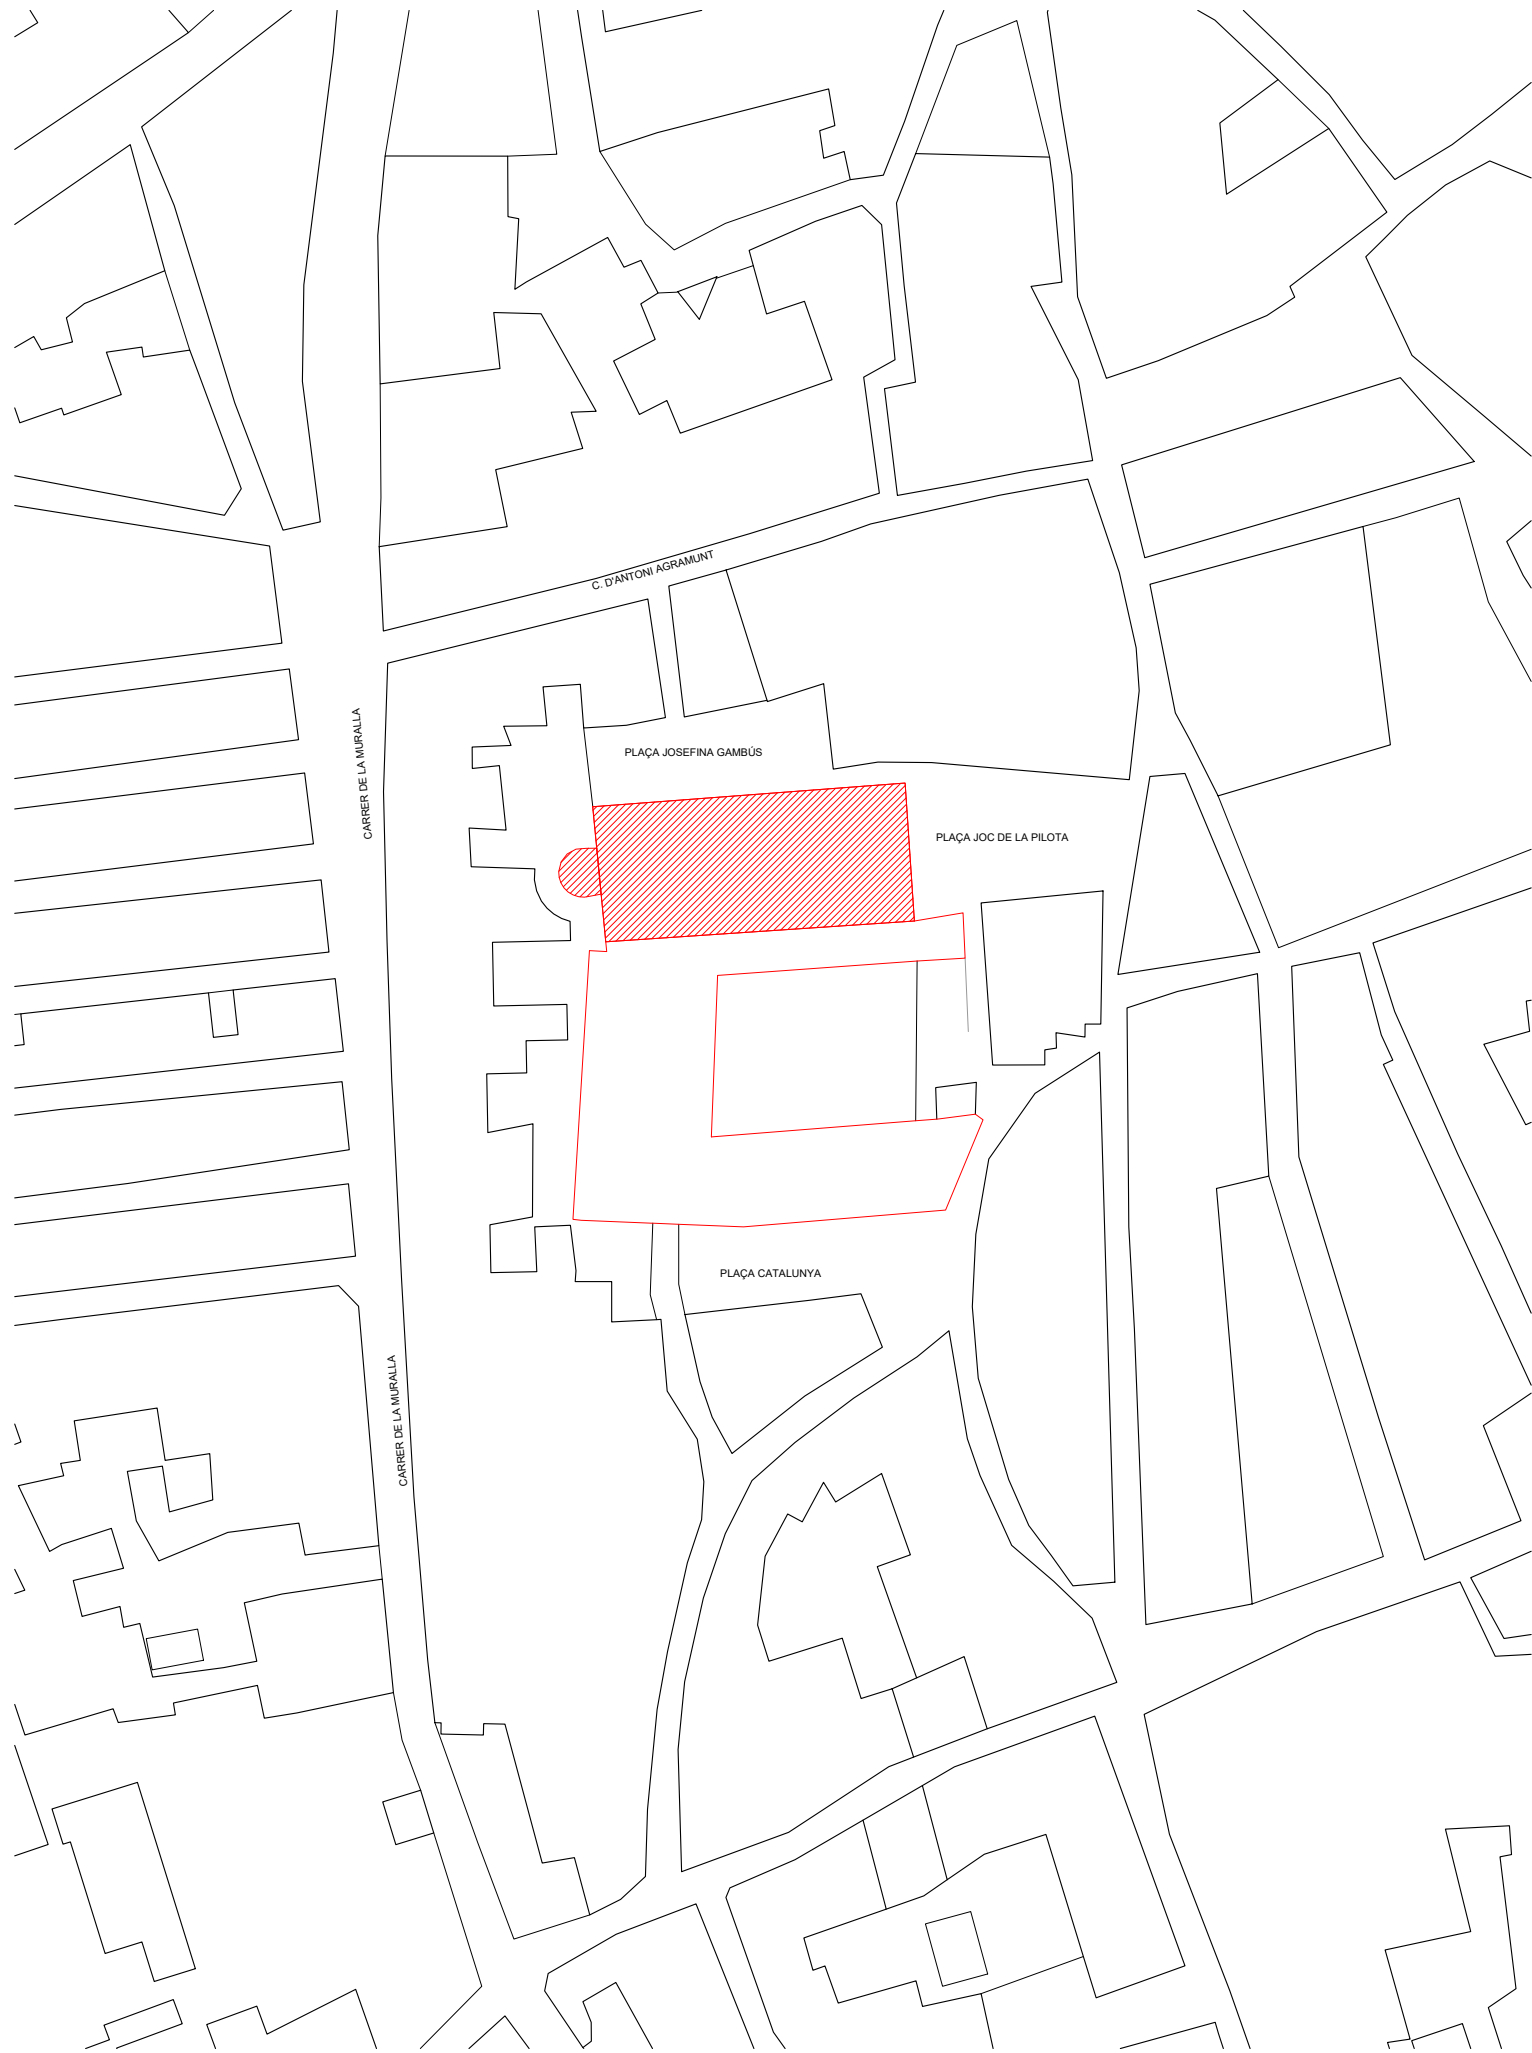 C. D'ANTONI AGRAMUNT
CARRER DE LA MURALLA
PLAÇA JOSEFINA GAMBÚS
PLAÇA JOC DE LA PILOTA
PLAÇA CATALUNYA
CARRER DE LA MURALLA